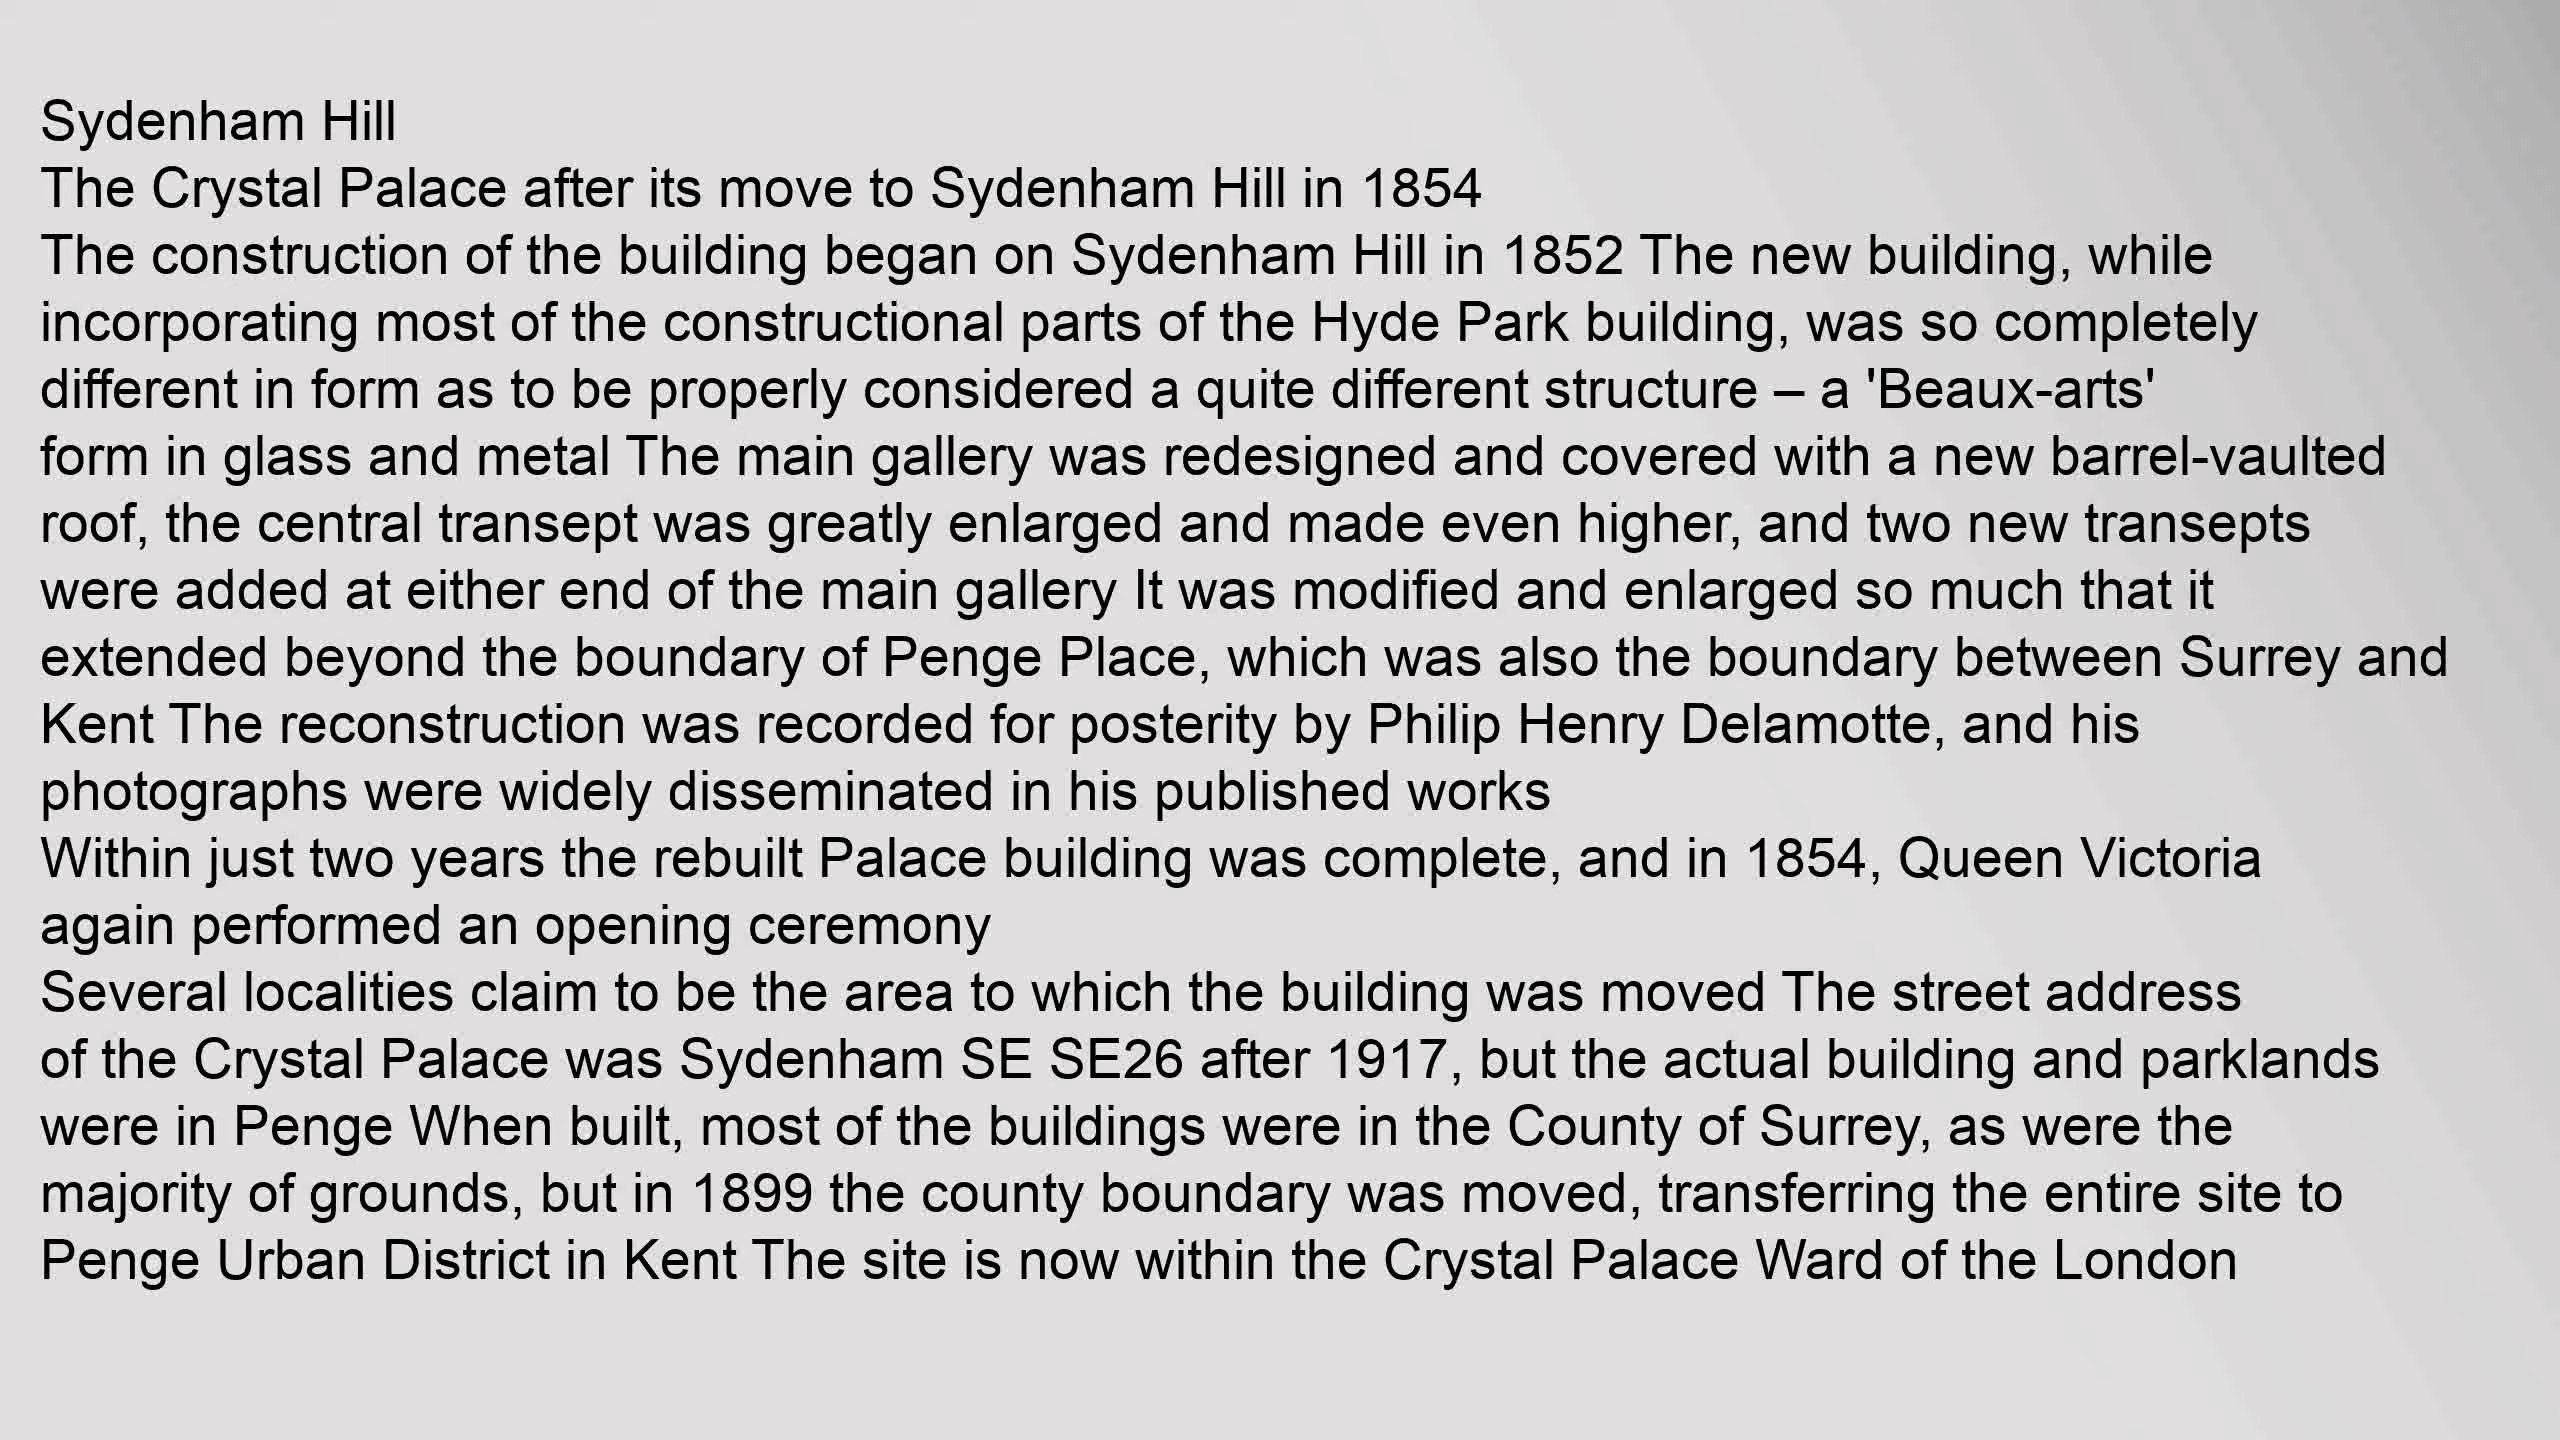 Sydenham Hill
The Crystal Palace after its move to Sydenham Hill in 1854
The construction of the building began on Sydenham Hill in 1852 The new building, while
incorporating most of the constructional parts of the Hyde Park building, was so completely
different in form as to be properly considered a quite different structure – a 'Beaux-arts'
form in glass and metal The main gallery was redesigned and covered with a new barrel-vaulted
roof, the central transept was greatly enlarged and made even higher, and two new transepts
were added at either end of the main gallery It was modified and enlarged so much that it
extended beyond the boundary of Penge Place, which was also the boundary between Surrey and
Kent The reconstruction was recorded for posterity by Philip Henry Delamotte, and his
photographs were widely disseminated in his published works
Within just two years the rebuilt Palace building was complete, and in 1854, Queen Victoria
again performed an opening ceremony
Several localities claim to be the area to which the building was moved The street address
of the Crystal Palace was Sydenham SE SE26 after 1917, but the actual building and parklands
were in Penge When built, most of the buildings were in the County of Surrey, as were the
majority of grounds, but in 1899 the county boundary was moved, transferring the entire site to
Penge Urban District in Kent The site is now within the Crystal Palace Ward of the London